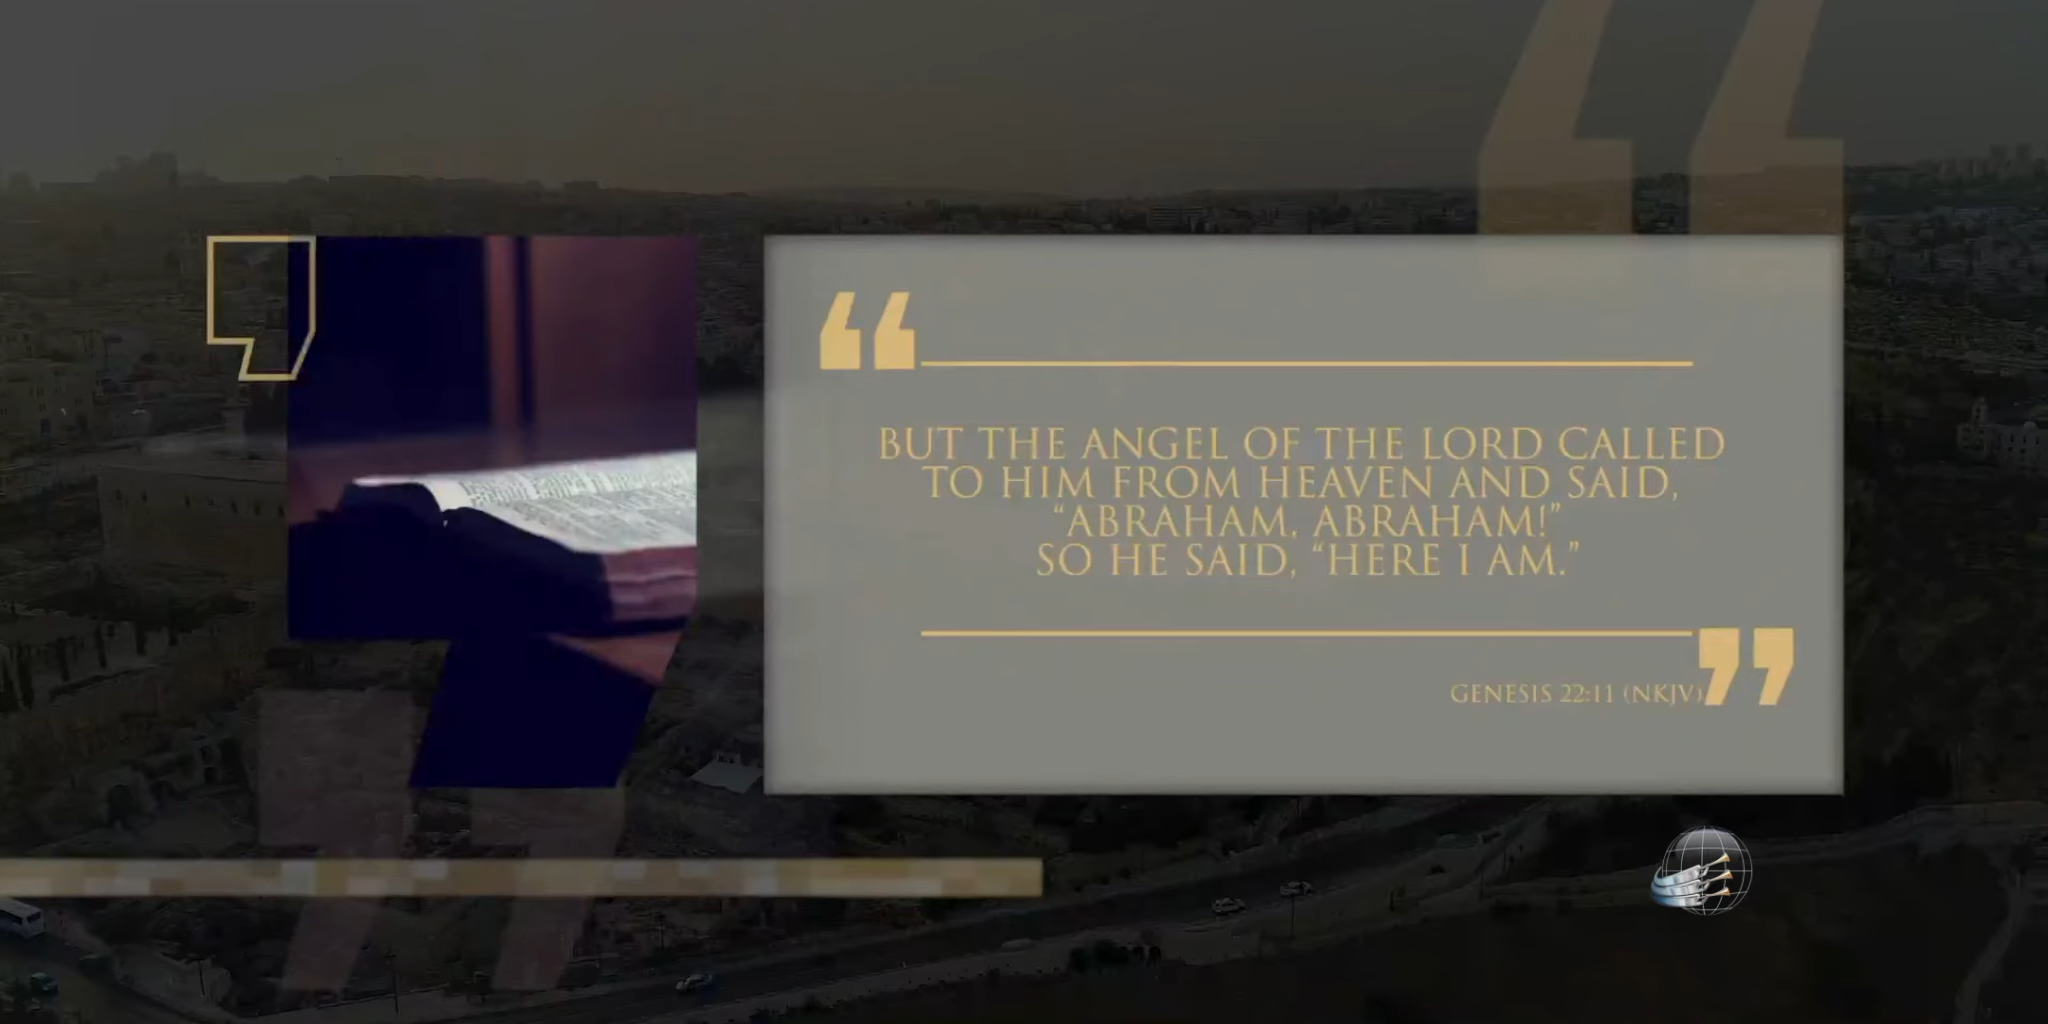 BUT THE ANGEL OF THE LORD CALLED
TO HIM FROM HEAVEN AND SAID,
“ABRAHAM, ABRAHAM!”
SO HE SAID, “HERE I AM.”
GENESIS 22:11 (NKJV)